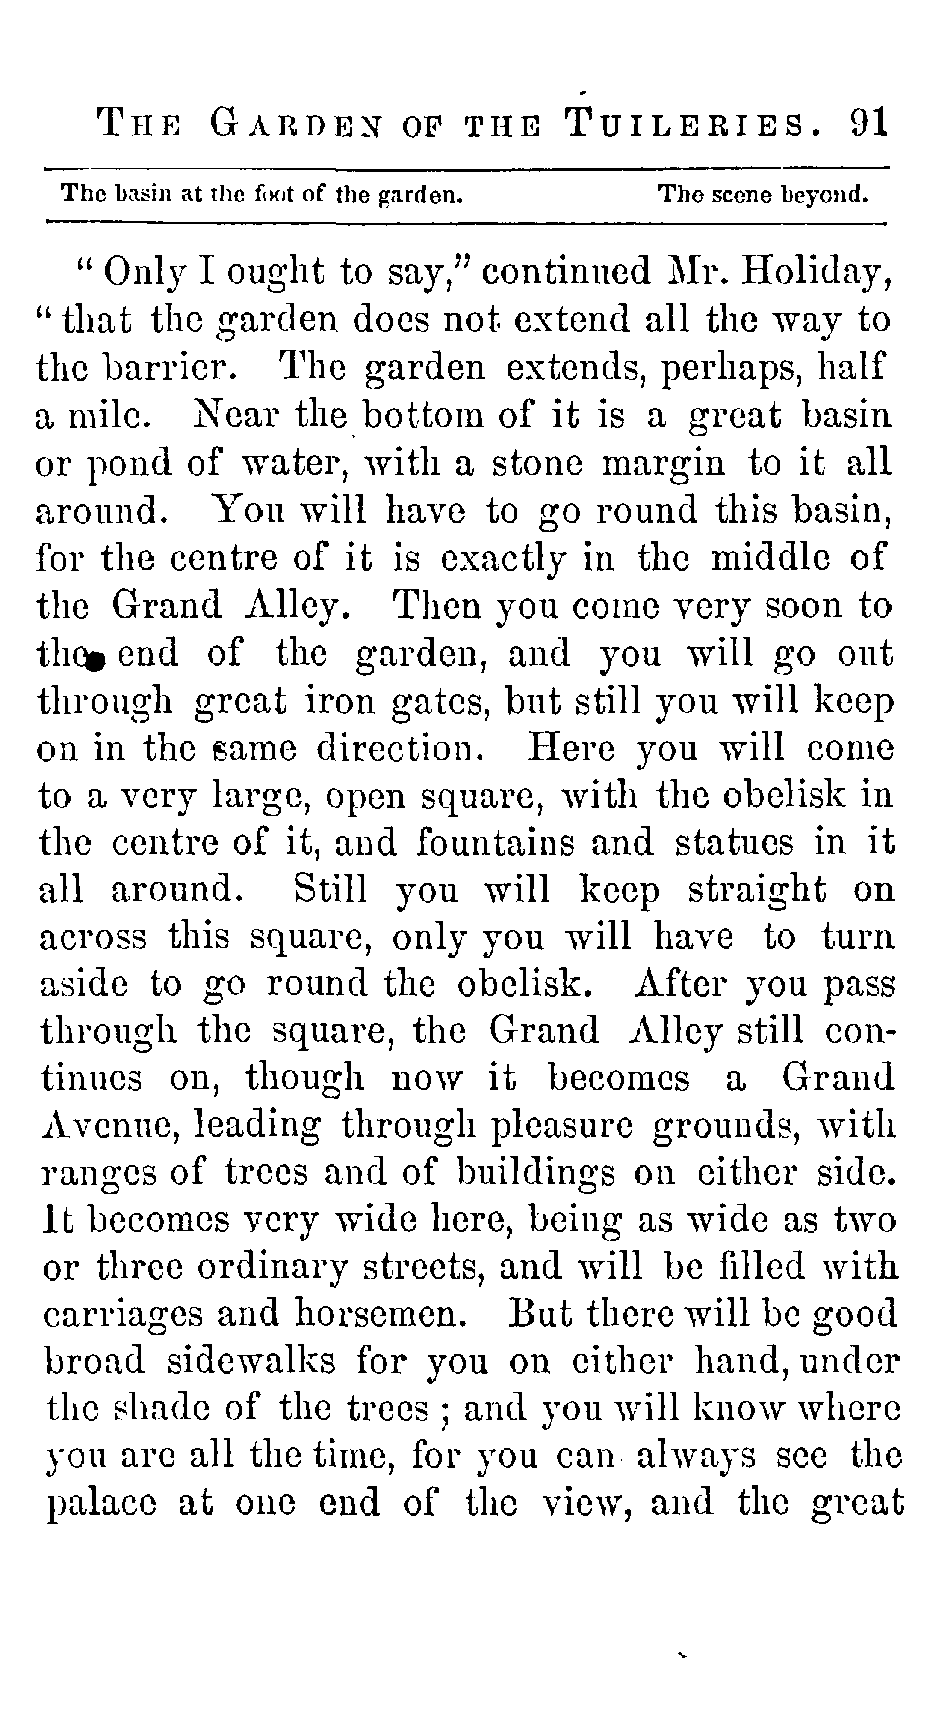 THE GARDEN OF THE TUILERIES. 91
The basin at the foot of the garden. The scene beyond.
“ Only I ought to say,” continued Mr. Holiday,
“ that the garden does not extend all the way to
the barrier. The garden extends, perhaps, half
a mile. Near the bottom of it is a great basin
or pond of water, with a stone margin to it all
around. You will have to go round this basin,
for the centre of it is exactly in the middle of
the Grand Alley. Then you come very soon to
the end of the garden, and you will go out
through great iron gates, but still you will keep
on in the same direction. Here you will come
to a very large, open square, with the obelisk in
the centre of it, and fountains and statues in it
all around. Still you will keep straight on
across this square, only you will have to turn
aside to go round the obelisk. After you pass
through the square, the Grand Alley still con-
tinues on, though now it becomes a Grand
Avenue, leading through pleasure grounds, with
ranges of trees and of buildings on either side.
It becomes very wide here, being as wide as two
or three ordinary streets, and will be filled with
carriages and horsemen. But there will be good
broad sidewalks for you on either hand, under
the shade of the trees ; and you will know where
you are all the time, for you can always see the
palace at one end of the view, and the great